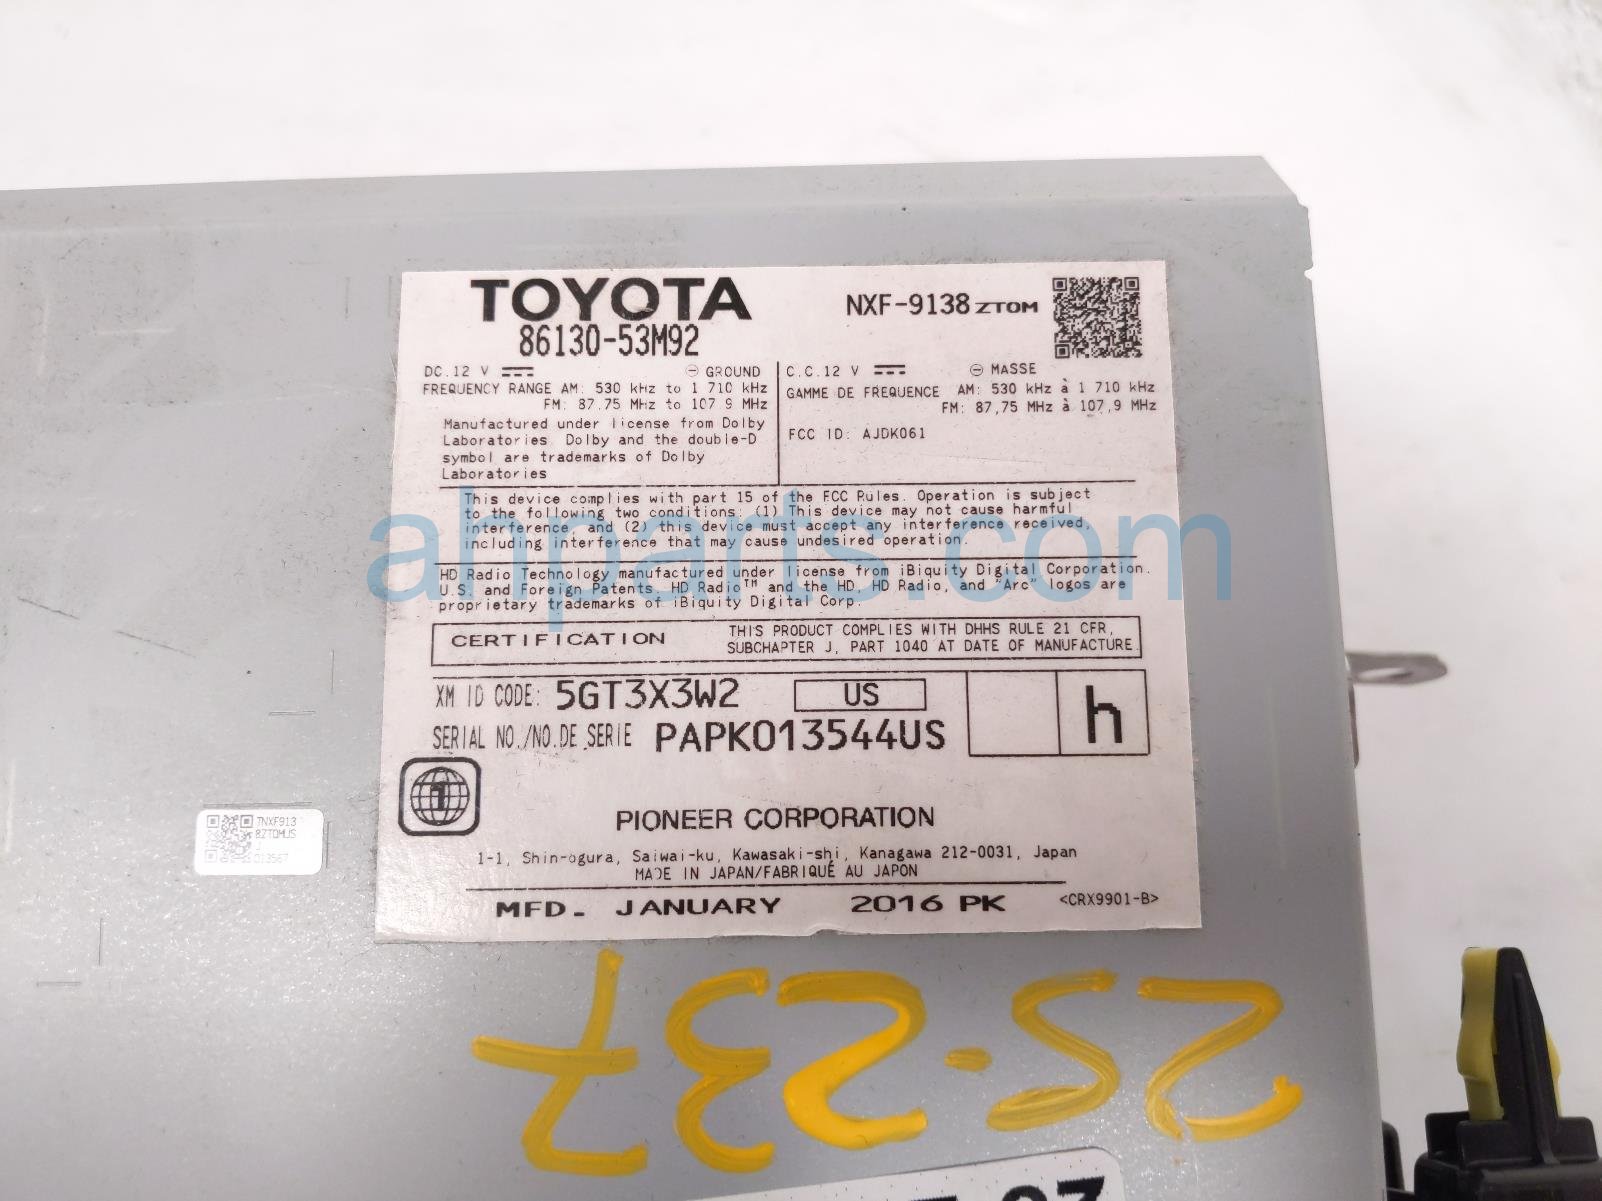 TOYOTA
86130-53M92
NXF-9138 ZTOM
DC.12 V ⊖ GROUND
FREQUENCY RANGE AM: 530 kHz to 1 710 kHz
FM: 87.75 MHz to 107.9 MHz
Manufactured under license from Dolby
Laboratories. Dolby and the double-D
symbol are trademarks of Dolby
Laboratories
C.C.12 V ⊖ MASSE
GAMME DE FREQUENCE AM: 530 kHz à 1 710 kHz
FM: 87,75 MHz à 107,9 MHz
FCC ID: AJDK061
This device complies with part 15 of the FCC Rules. Operation is subject
to the following two conditions: (1) This device may not cause harmful
interference, and (2) this device must accept any interference received,
including interference that may cause undesired operation.
HD Radio Technology manufactured under license from iBiquity Digital Corporation.
U.S. and Foreign Patents. HD Radio™ and the HD, HD Radio, and "Arc" logos are
proprietary trademarks of iBiquity Digital Corp.
CERTIFICATION
THIS PRODUCT COMPLIES WITH DHHS RULE 21 CFR,
SUBCHAPTER J, PART 1040 AT DATE OF MANUFACTURE.
XM ID CODE: 5GT3X3W2 US
SERIAL NO./NO.DE SERIE PAPK013544US
h
1
PIONEER CORPORATION
1-1, Shin-ogura, Saiwai-ku, Kawasaki-shi, Kanagawa 212-0031, Japan
MADE IN JAPAN/FABRIQUÉ AU JAPON
MFD. JANUARY 2016 PK <CRX9901-B>
7NXF913
8ZTOMUS
J
013567
25-237
ahparts.com